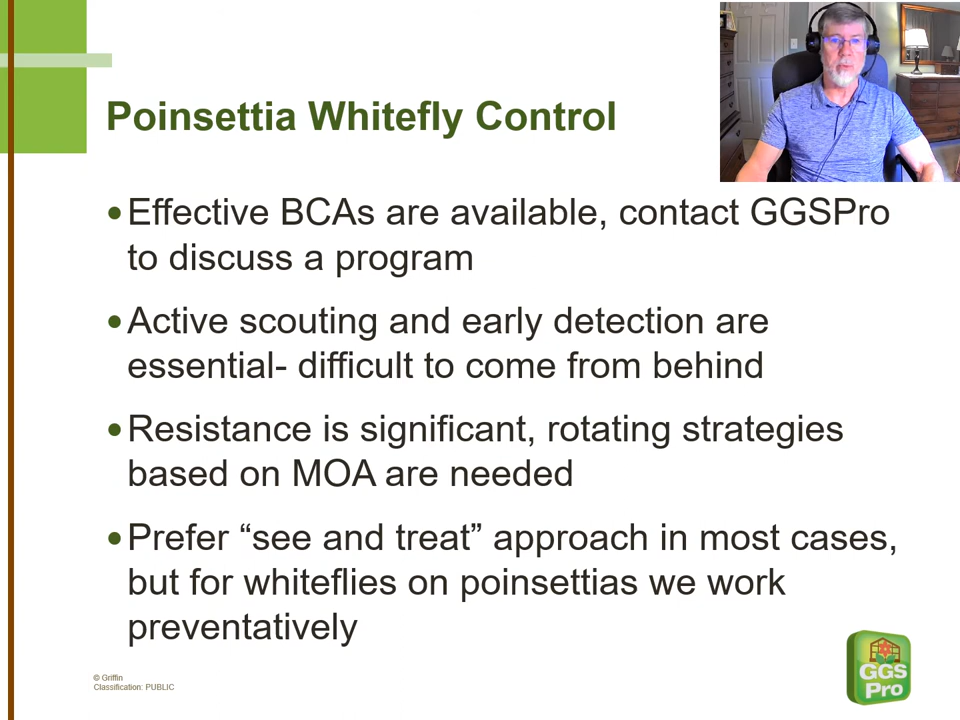 Poinsettia Whitefly Control
•Effective BCAs are available, contact GGSPro
to discuss a program
•Active scouting and early detection are
essential- difficult to come from behind
•Resistance is significant, rotating strategies
based on MOA are needed
•Prefer “see and treat” approach in most cases,
but for whiteflies on poinsettias we work
preventatively
© Griffin
Classification: PUBLIC
GGS
Pro